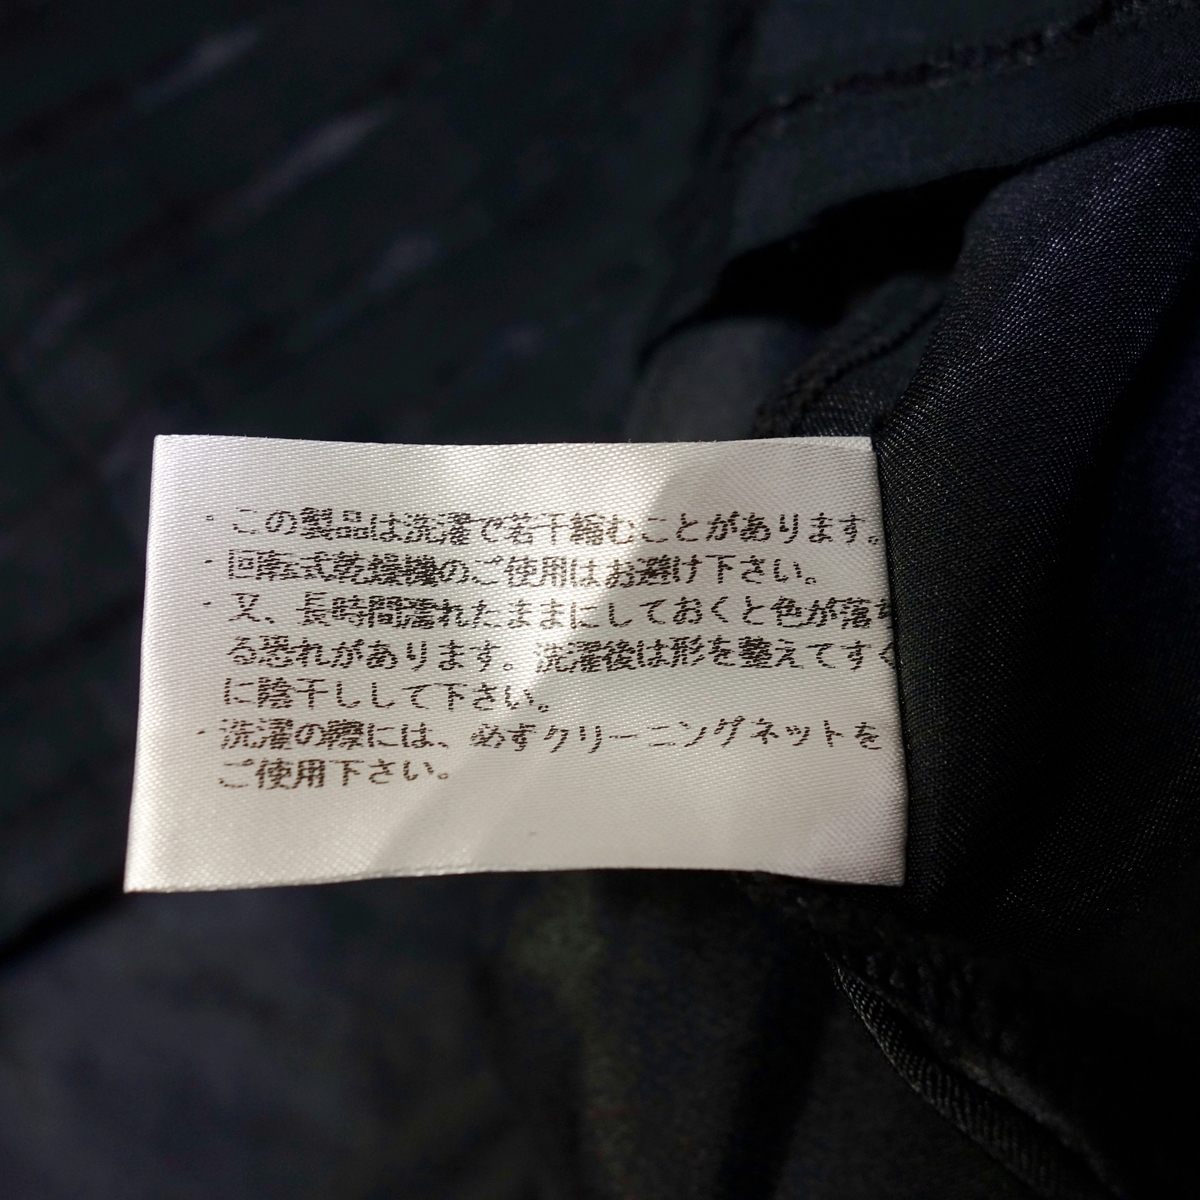 ・この製品は洗濯で若干縮むことがあります。
・回転式乾燥機のご使用はお避け下さい。
・又、長時間濡れたままにしておくと色が落ち
る恐れがあります。洗濯後は形を整えてすぐ
に陰干しして下さい。
・洗濯の際には、必ずクリーニングネットを
ご使用下さい。